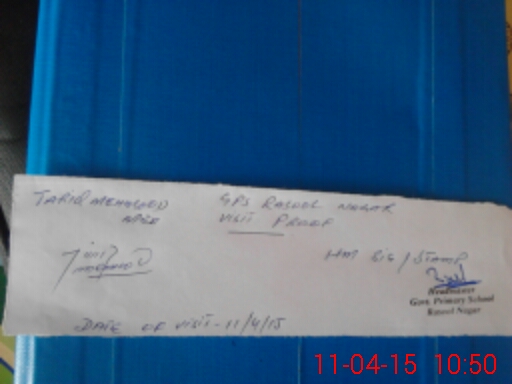 TARIQ MEHMOOD GPS RASOOL NAGAR
VISIT PROOF
HM SIG/STAMP
Headmaster
Govt. Primary School
Rasool Nagar
DATE OF VISIT - 11/4/15
11-04-15 10:50